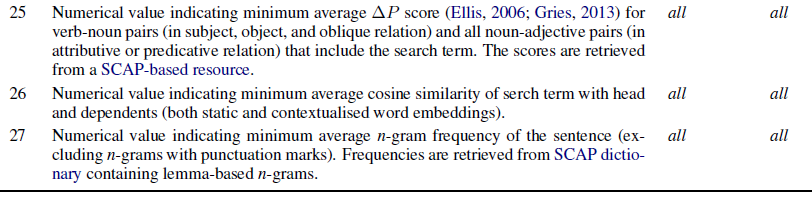 25 Numerical value indicating minimum average ΔP score (Ellis, 2006; Gries, 2013) for all all
verb-noun pairs (in subject, object, and oblique relation) and all noun-adjective pairs (in
attributive or predicative relation) that include the search term. The scores are retrieved
from a SCAP-based resource.
26 Numerical value indicating minimum average cosine similarity of serch term with head all all
and dependents (both static and contextualised word embeddings).
27 Numerical value indicating minimum average n-gram frequency of the sentence (ex- all all
cluding n-grams with punctuation marks). Frequencies are retrieved from SCAP dictio-
nary containing lemma-based n-grams.